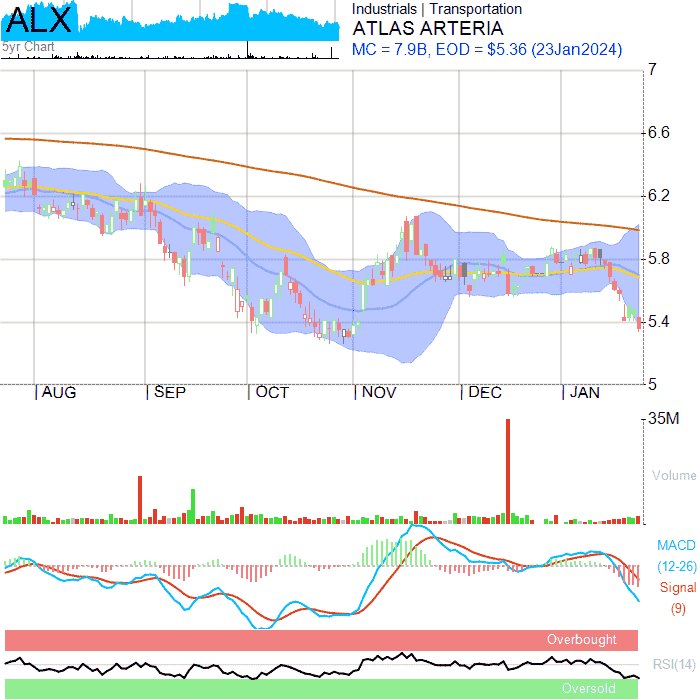 ALX
5yr Chart
Industrials | Transportation
ATLAS ARTERIA
MC = 7.9B, EOD = $5.36 (23Jan2024)
7
6.6
6.2
5.8
5.4
5
|AUG |SEP |OCT |NOV |DEC |JAN
35M
Volume
MACD
(12-26)
Signal
(9)
Overbought
RSI(14)
Oversold